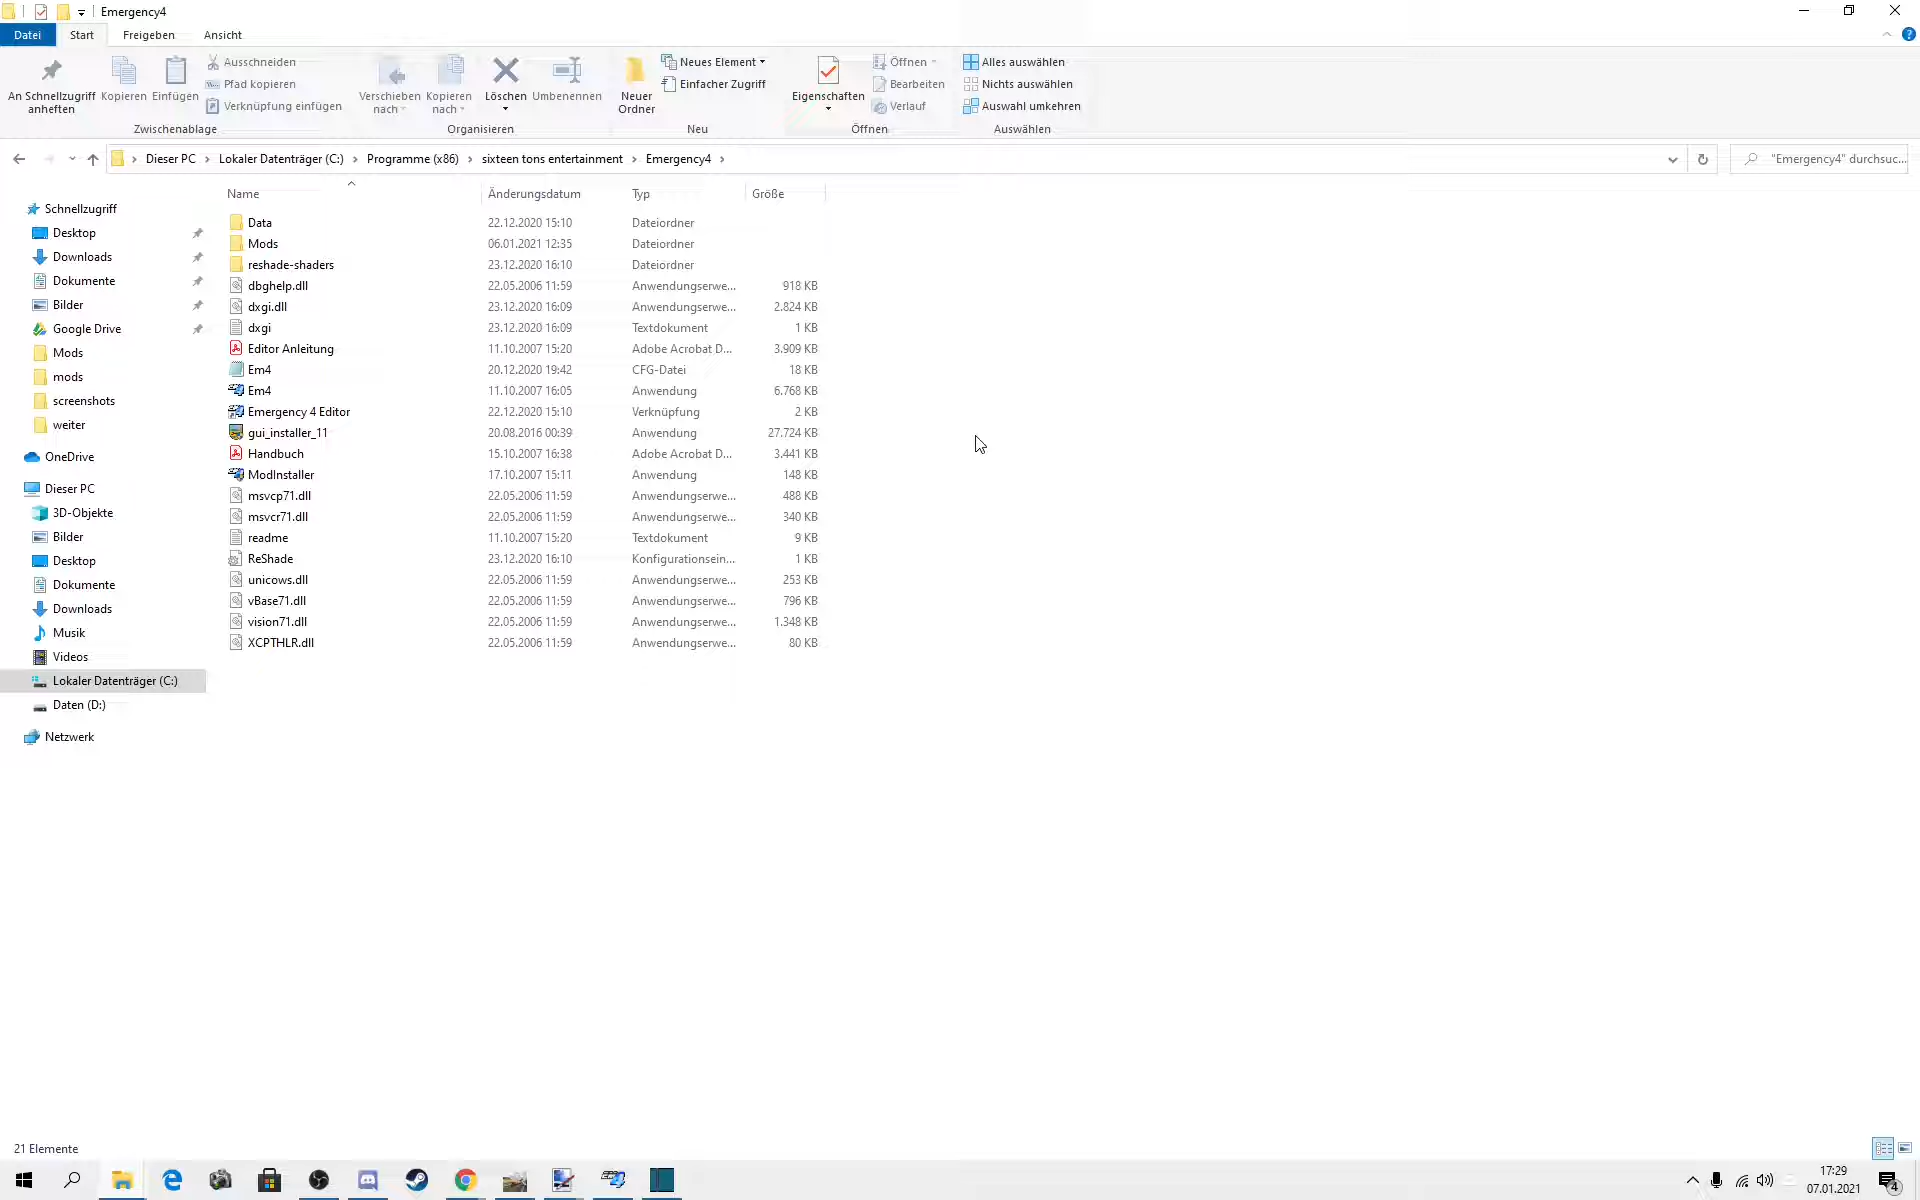 Emergency4
Datei Start Freigeben Ansicht
An Schnellzugriff anheften
Kopieren
Einfügen
Ausschneiden
Pfad kopieren
Verknüpfung einfügen
Zwischenablage
Verschieben nach
Kopieren nach
Löschen
Umbenennen
Organisieren
Neuer Ordner
Neues Element
Einfacher Zugriff
Neu
Eigenschaften
Öffnen
Bearbeiten
Verlauf
Öffnen
Alles auswählen
Nichts auswählen
Auswahl umkehren
Auswählen
Dieser PC > Lokaler Datenträger (C:) > Programme (x86) > sixteen tons entertainment > Emergency4 >
"Emergency4" durchsuc...
Schnellzugriff
Desktop
Downloads
Dokumente
Bilder
Google Drive
Mods
mods
screenshots
weiter
OneDrive
Dieser PC
3D-Objekte
Bilder
Desktop
Dokumente
Downloads
Musik
Videos
Lokaler Datenträger (C:)
Daten (D:)
Netzwerk
Name Änderungsdatum Typ Größe
Data 22.12.2020 15:10 Dateiordner
Mods 06.01.2021 12:35 Dateiordner
reshade-shaders 23.12.2020 16:10 Dateiordner
dbghelp.dll 22.05.2006 11:59 Anwendungserwe... 918 KB
dxgi.dll 23.12.2020 16:09 Anwendungserwe... 2.824 KB
dxgi 23.12.2020 16:09 Textdokument 1 KB
Editor Anleitung 11.10.2007 15:20 Adobe Acrobat D... 3.909 KB
Em4 20.12.2020 19:42 CFG-Datei 18 KB
Em4 11.10.2007 16:05 Anwendung 6.768 KB
Emergency 4 Editor 22.12.2020 15:10 Verknüpfung 2 KB
gui_installer_11 20.08.2016 00:39 Anwendung 27.724 KB
Handbuch 15.10.2007 16:38 Adobe Acrobat D... 3.441 KB
ModInstaller 17.10.2007 15:11 Anwendung 148 KB
msvcp71.dll 22.05.2006 11:59 Anwendungserwe... 488 KB
msvcr71.dll 22.05.2006 11:59 Anwendungserwe... 340 KB
readme 11.10.2007 15:20 Textdokument 9 KB
ReShade 23.12.2020 16:10 Konfigurationsein... 1 KB
unicows.dll 22.05.2006 11:59 Anwendungserwe... 253 KB
vBase71.dll 22.05.2006 11:59 Anwendungserwe... 796 KB
vision71.dll 22.05.2006 11:59 Anwendungserwe... 1.348 KB
XCPTHLR.dll 22.05.2006 11:59 Anwendungserwe... 80 KB
21 Elemente
17:29
07.01.2021
4